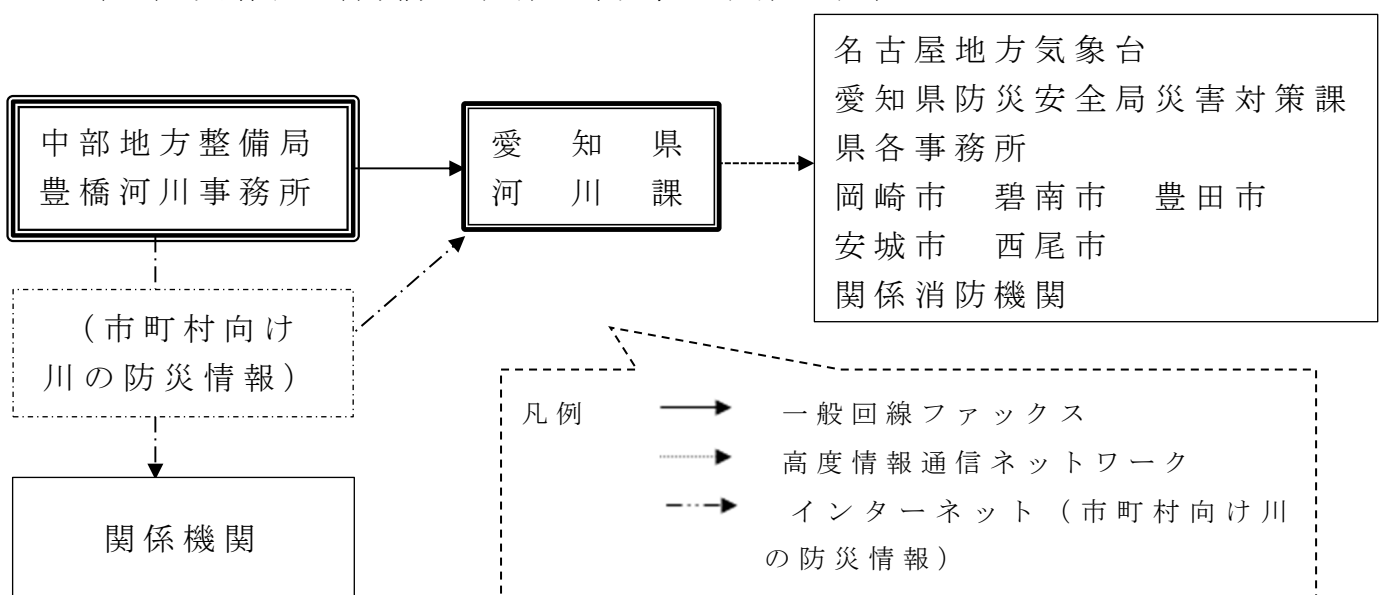 中部地方整備局
豊橋河川事務所
愛知県
河川課
名古屋地方気象台
愛知県防災安全局災害対策課
県各事務所
岡崎市 碧南市 豊田市
安城市 西尾市
関係消防機関
（市町村向け
川の防災情報）
関係機関
凡例
一般回線ファックス
高度情報通信ネットワーク
インターネット（市町村向け川
の防災情報）